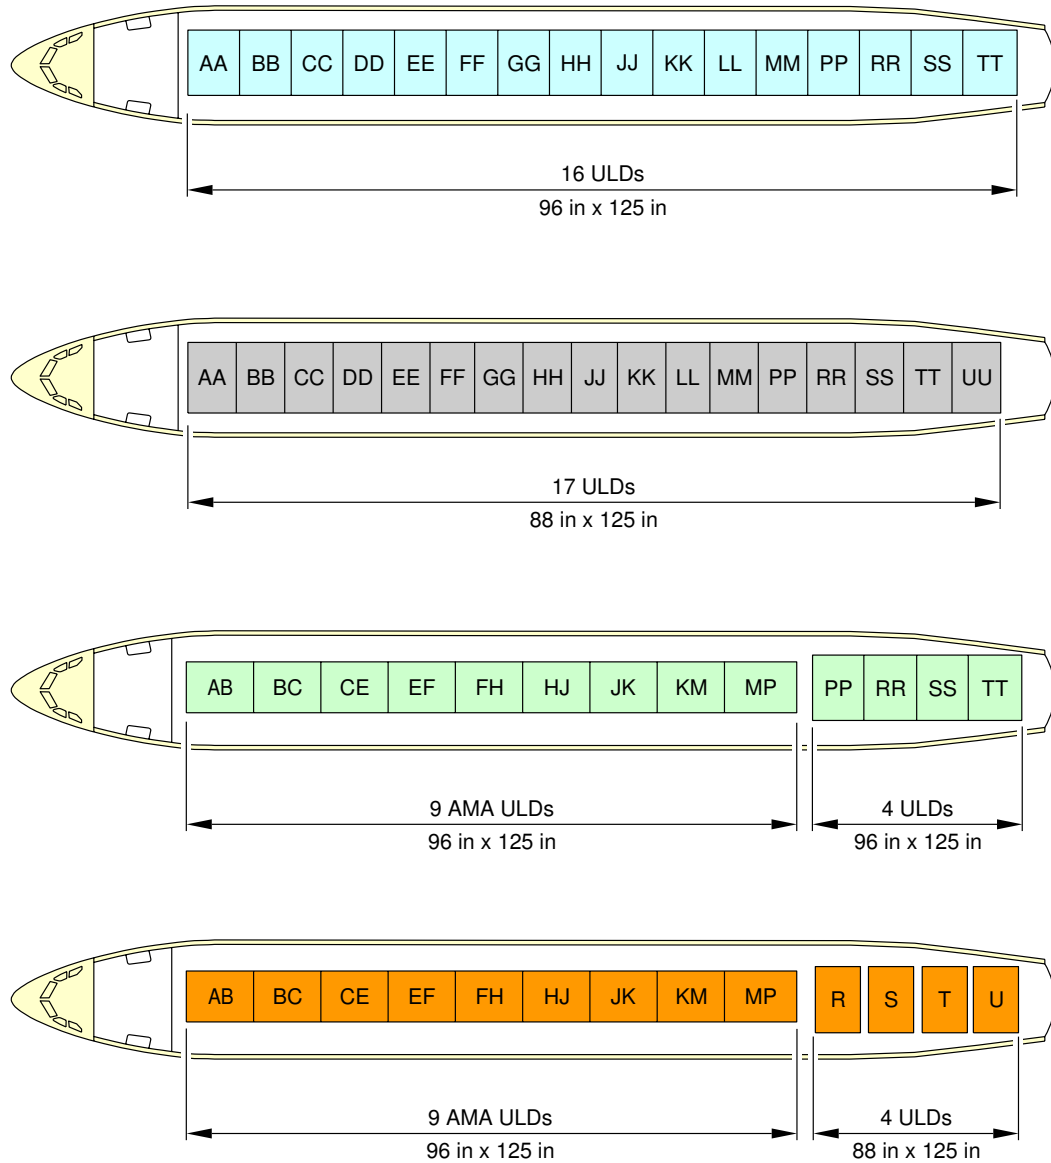 AA BB CC DD EE FF GG HH JJ KK LL MM PP RR SS TT
16 ULDs
96 in x 125 in
AA BB CC DD EE FF GG HH JJ KK LL MM PP RR SS TT UU
17 ULDs
88 in x 125 in
AB BC CE EF FH HJ JK KM MP PP RR SS TT
9 AMA ULDs 4 ULDs
96 in x 125 in 96 in x 125 in
AB BC CE EF FH HJ JK KM MP R S T U
9 AMA ULDs 4 ULDs
96 in x 125 in 88 in x 125 in